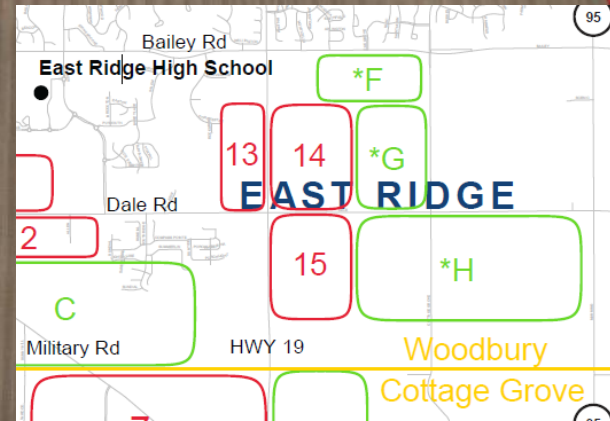 95
Bailey Rd
East Ridge High School
*F
13
14
*G
Dale Rd
EAST RIDGE
2
15
*H
C
Military Rd
HWY 19
Woodbury
Cottage Grove